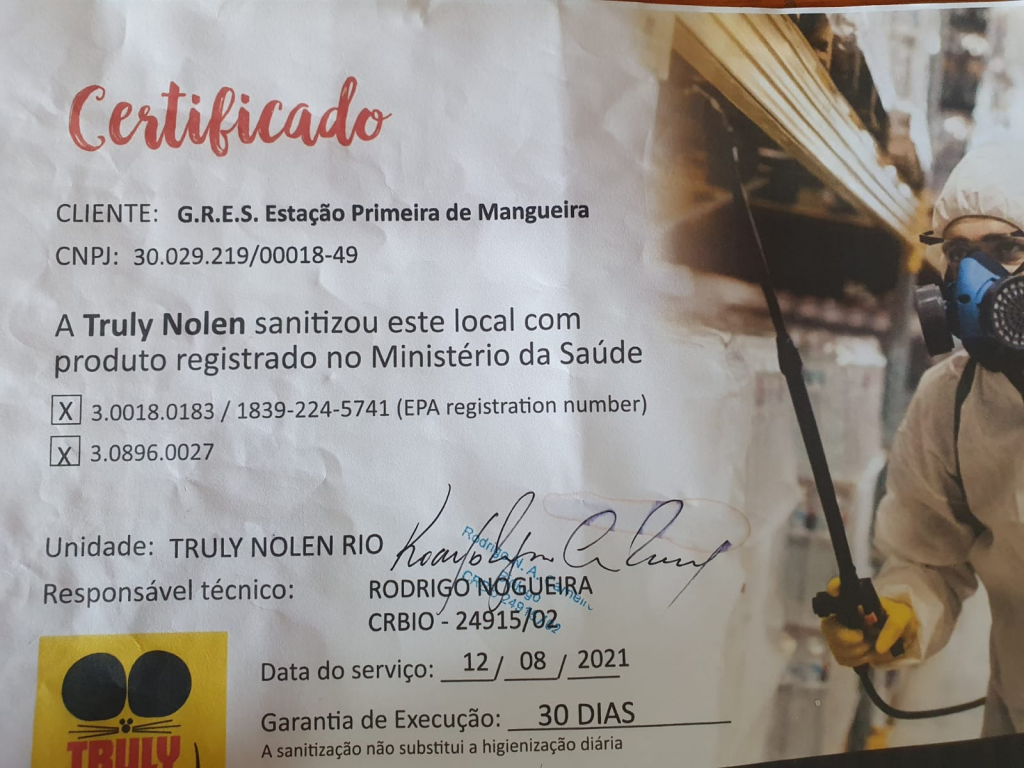 Certificado
CLIENTE: G.R.E.S. Estação Primeira de Mangueira
CNPJ: 30.029.219/00018-49
A Truly Nolen sanitizou este local com
produto registrado no Ministério da Saúde
X 3.0018.0183 / 1839-224-5741 (EPA registration number)
X 3.0896.0027
Unidade: TRULY NOLEN RIO
Responsável técnico: RODRIGO NOGUEIRA
CRBIO - 24915/02
Rodrigo N. A.
Data do serviço: 12 / 08 / 2021
Garantia de Execução: 30 DIAS
A sanitização não substitui a higienização diária
TRULY